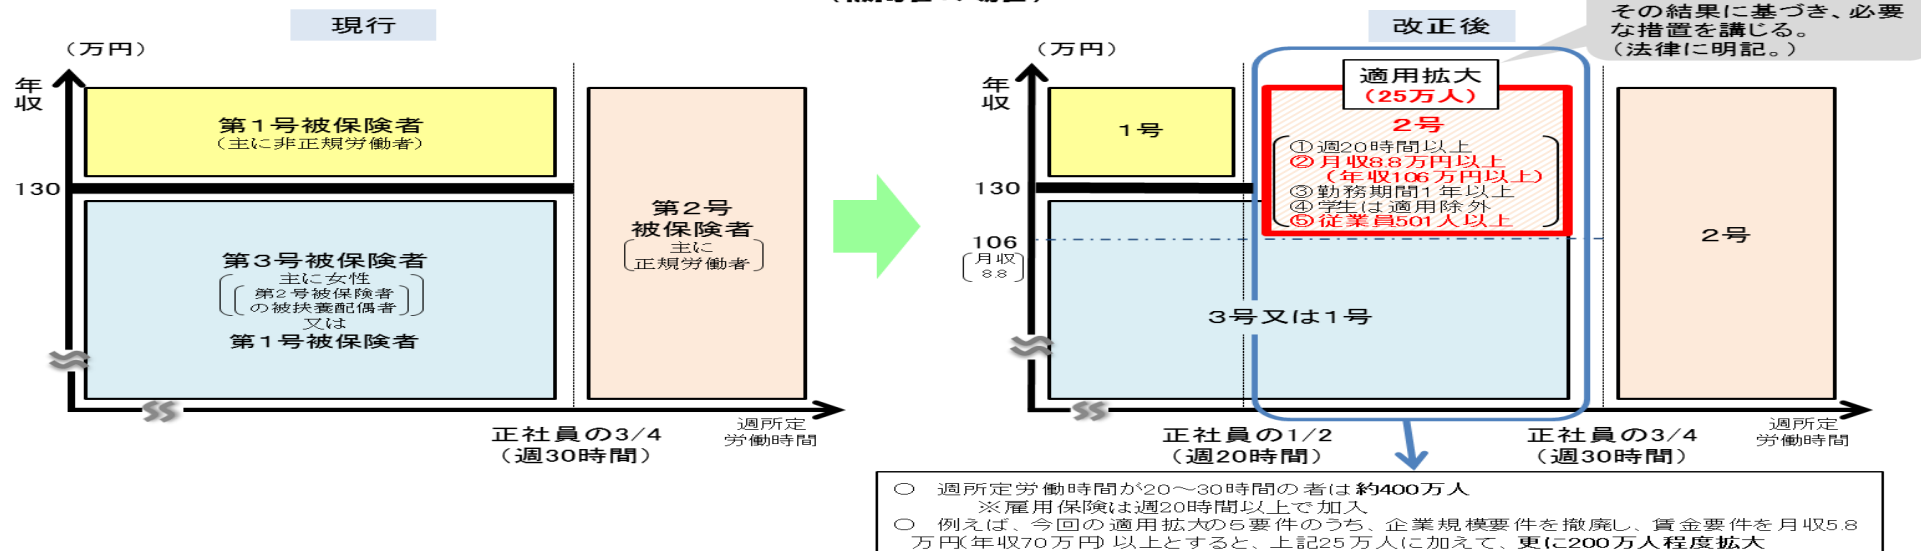 現行
(万円)
年収
第1号被保険者
(主に非正規労働者)
130
第3号被保険者
主に女性
第2号被保険者
の被扶養配偶者
又は
第1号被保険者
第2号
被保険者
主に
正規労働者
正社員の3/4
(週30時間)
週所定
労働時間
改正後
その結果に基づき、必要
な措置を講じる。
(法律に明記。)
(万円)
年収
適用拡大
(25万人)
1号
2号
①週20時間以上
②月収8.8万円以上
(年収106万円以上)
③勤務期間1年以上
④学生は適用除外
⑤従業員501人以上
130
106
月収
8.8
3号又は1号
2号
正社員の1/2
(週20時間)
正社員の3/4
(週30時間)
週所定
労働時間
○ 週所定労働時間が20～30時間の者は約400万人
※雇用保険は週20時間以上で加入
○ 例えば、今回の適用拡大の5要件のうち、企業規模要件を撤廃し、賃金要件を月収5.8
万円(年収70万円)以上とすると、上記25万人に加えて、更に200万人程度拡大